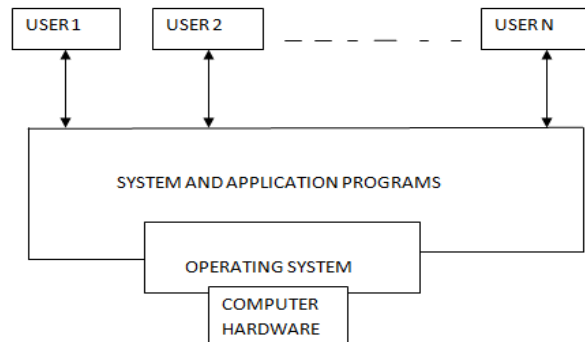 USER 1
USER 2
USER N
SYSTEM AND APPLICATION PROGRAMS
OPERATING SYSTEM
COMPUTER
HARDWARE